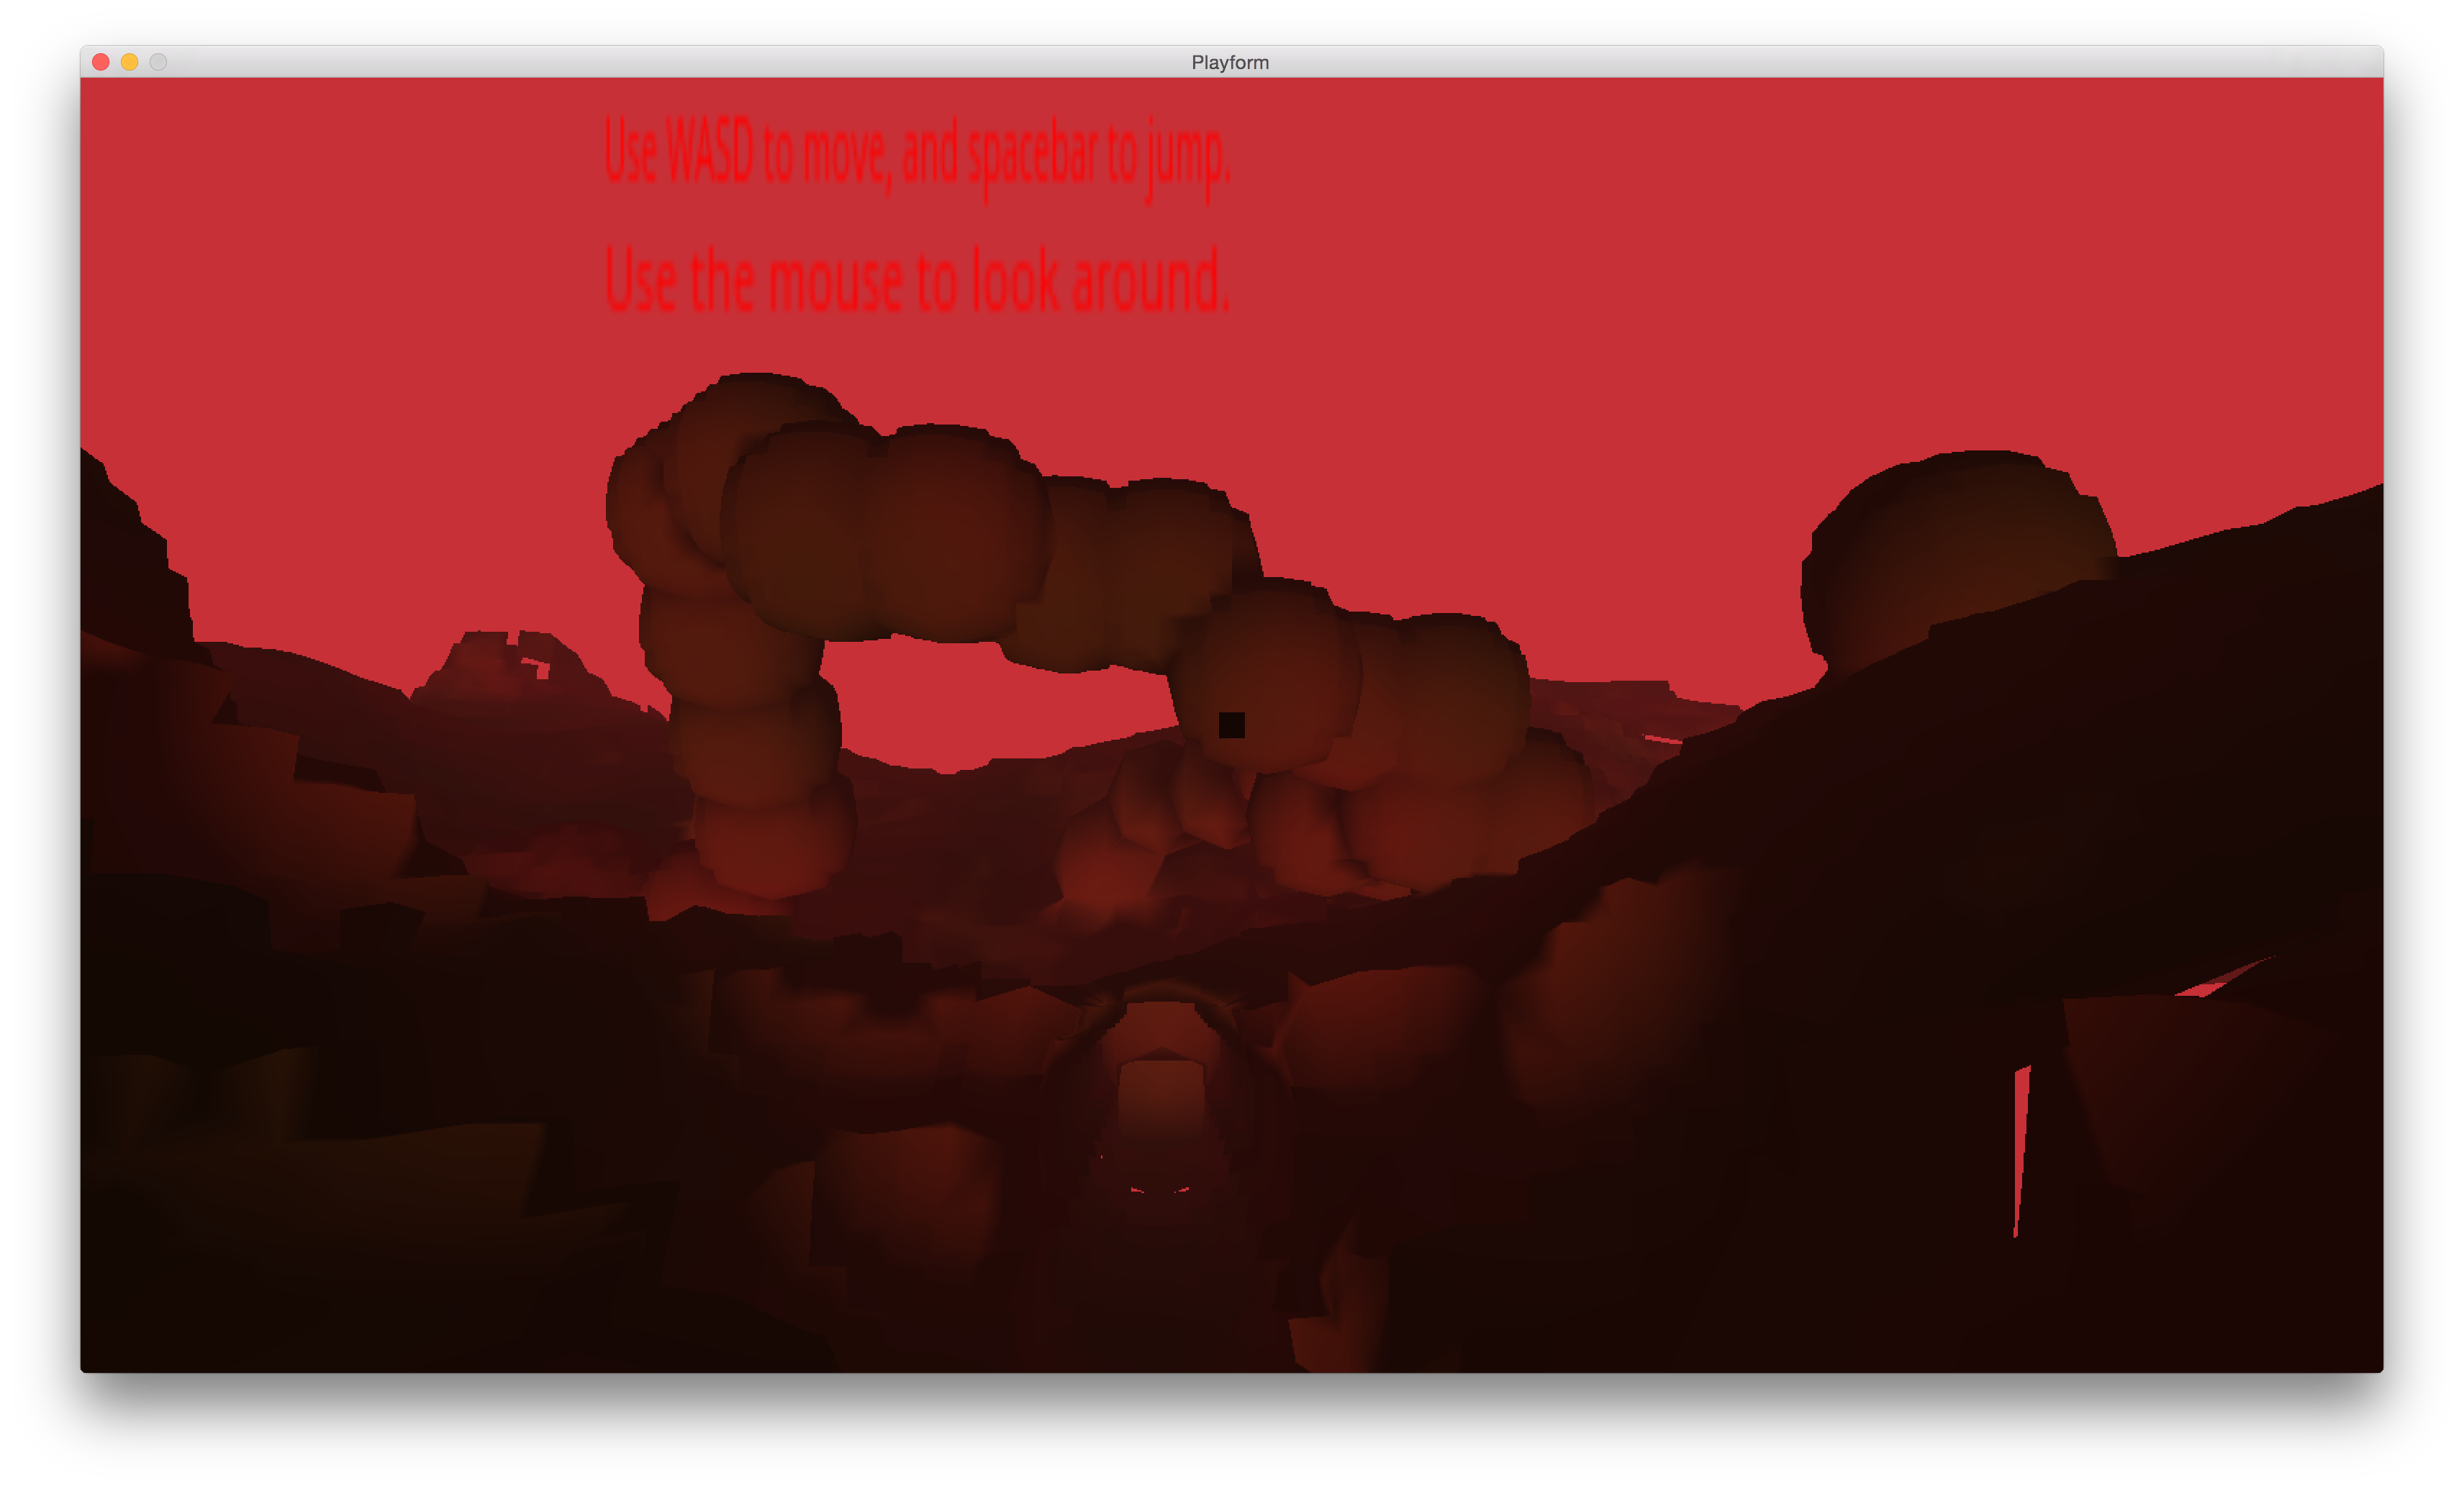 Playform
Use WASD to move, and spacebar to jump.
Use the mouse to look around.